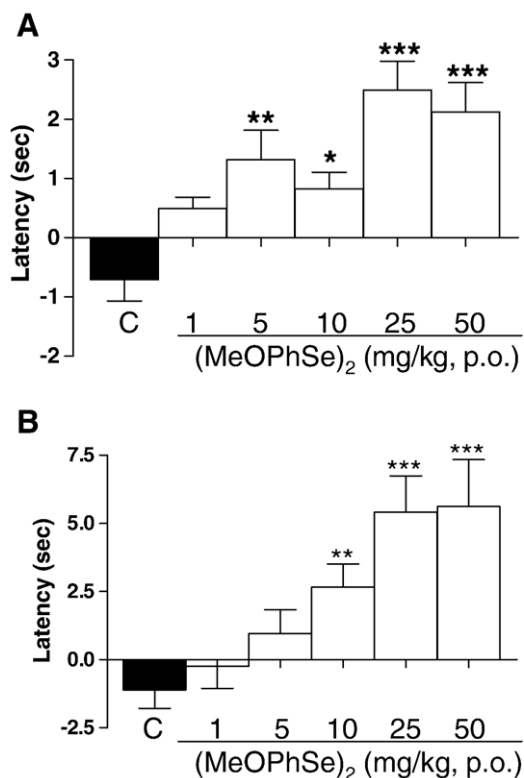 A
3
2
1
0
-1
-2
Latency (sec)
**
*
***
***
C 1 5 10 25 50
(MeOPhSe)2 (mg/kg, p.o.)
B
7.5
5.0
2.5
0.0
-2.5
Latency (sec)
**
***
***
C 1 5 10 25 50
(MeOPhSe)2 (mg/kg, p.o.)